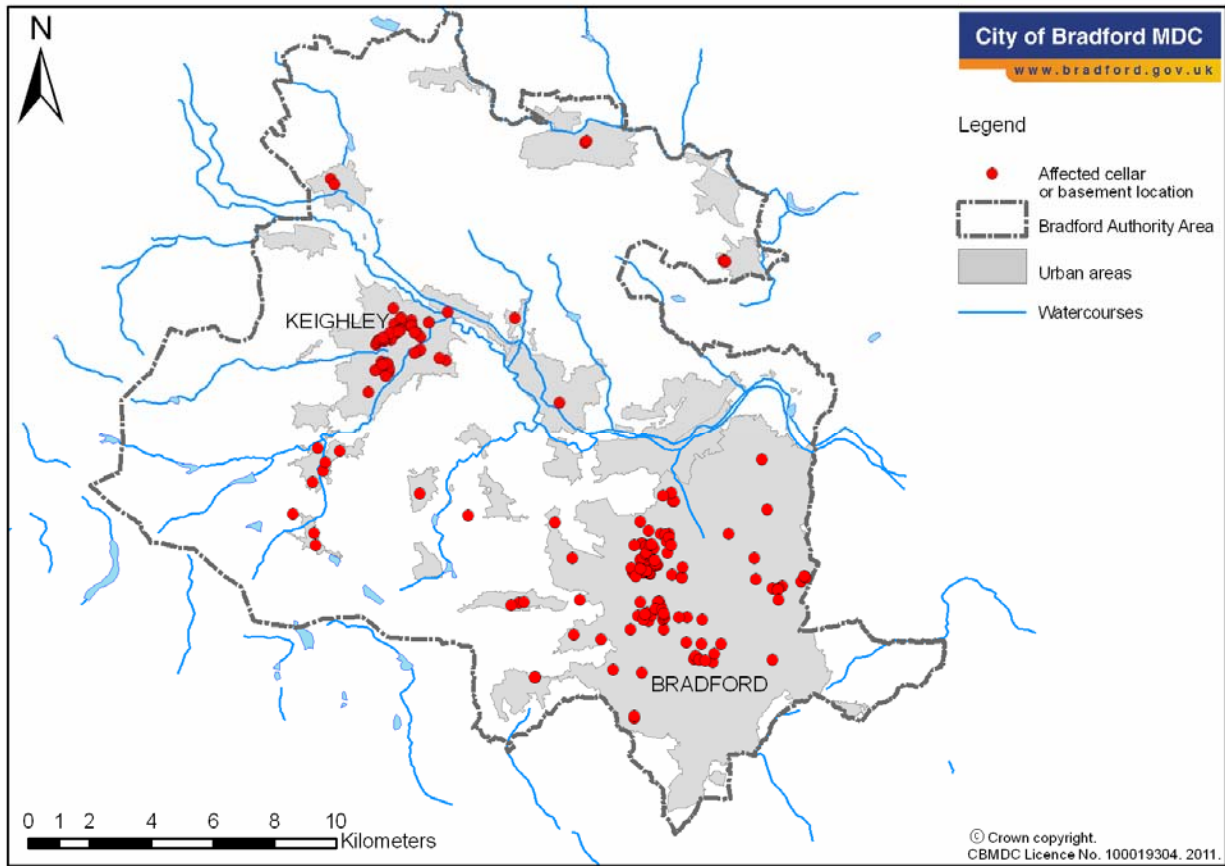 N
City of Bradford MDC
www.bradford.gov.uk
Legend
Affected cellar
or basement location
Bradford Authority Area
Urban areas
Watercourses
KEIGHLEY
BRADFORD
0 1 2 4 6 8 10
Kilometers
© Crown copyright.
CBMDC Licence No. 100019304. 2011.